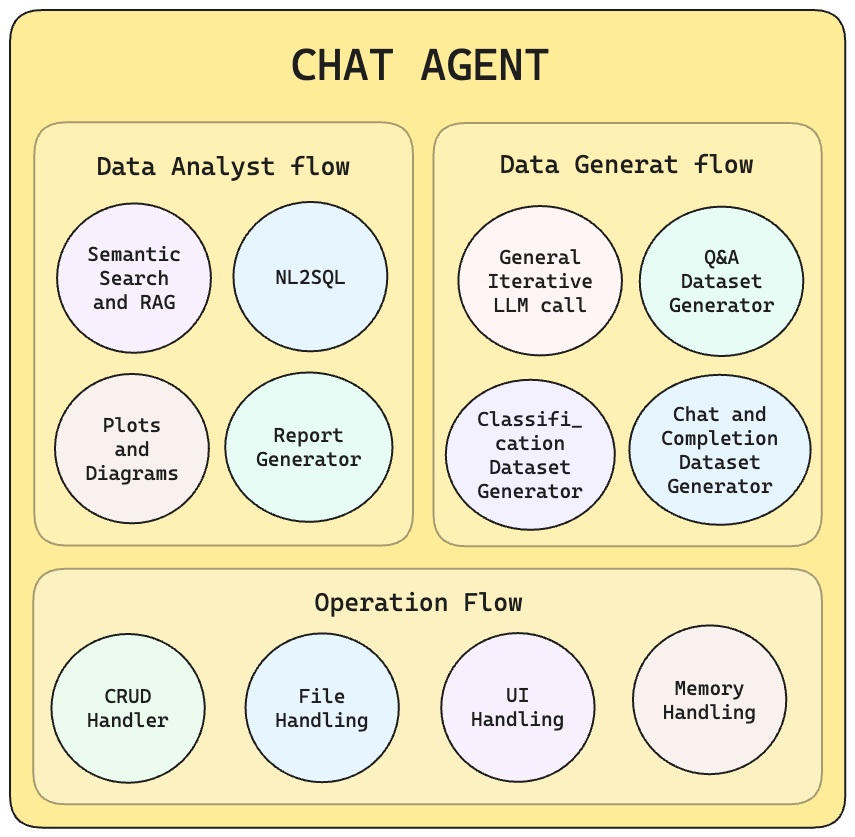 CHAT AGENT
Data Analyst flow
Semantic
Search
and RAG
NL2SQL
Plots
and
Diagrams
Report
Generator
Data Generat flow
General
Iterative
LLM call
Q&A
Dataset
Generator
Classifi_
cation
Dataset
Generator
Chat and
Completion
Dataset
Generator
Operation Flow
CRUD
Handler
File
Handling
UI
Handling
Memory
Handling